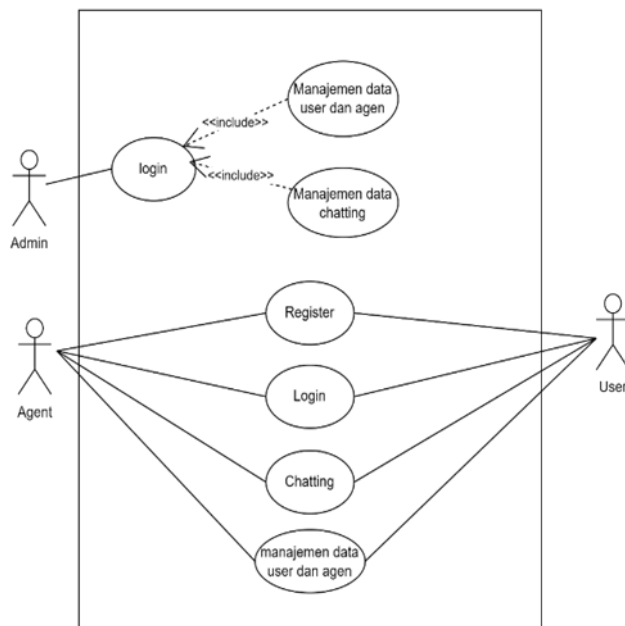 Manajemen data
user dan agen
<<include>>
login
<<include>>
Manajemen data
chatting
Admin
Register
Agent
User
Login
Chatting
manajemen data
user dan agen